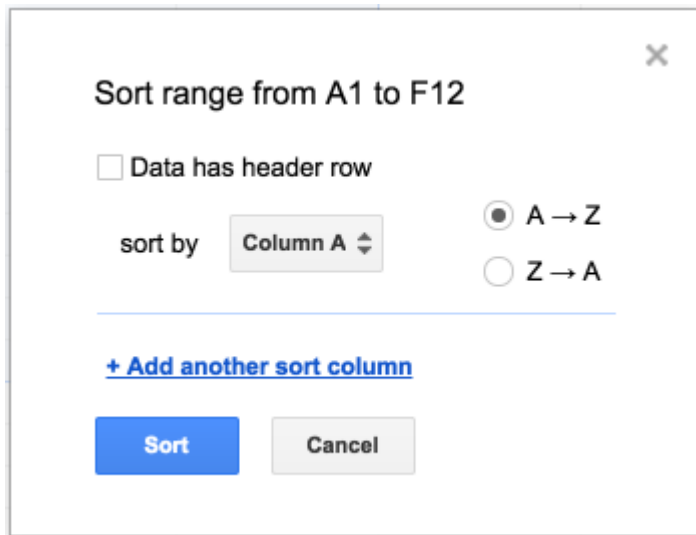 Sort range from A1 to F12
Data has header row
sort by
Column A
A → Z
Z → A
+ Add another sort column
Sort
Cancel